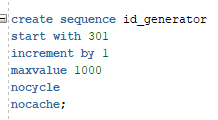 create sequence id_generator
start with 301
increment by 1
maxvalue 1000
nocycle
nocache;